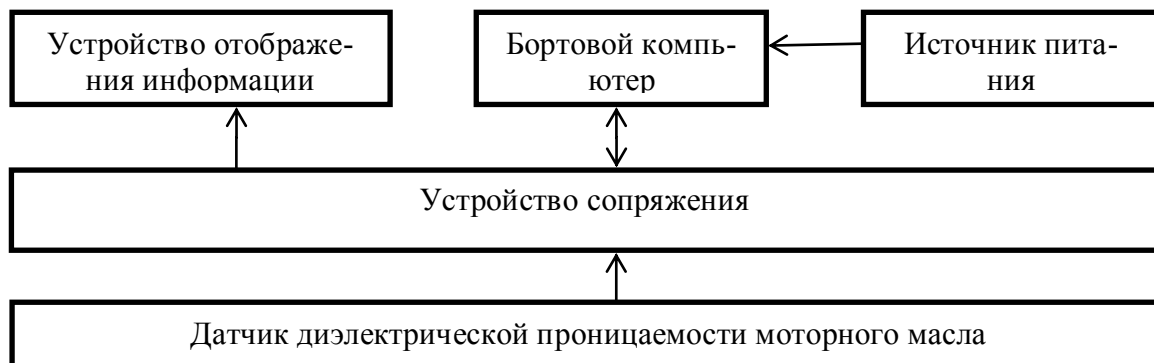 Устройство отображе-
ния информации
Бортовой компь-
ютер
Источник пита-
ния
Устройство сопряжения
Датчик диэлектрической проницаемости моторного масла